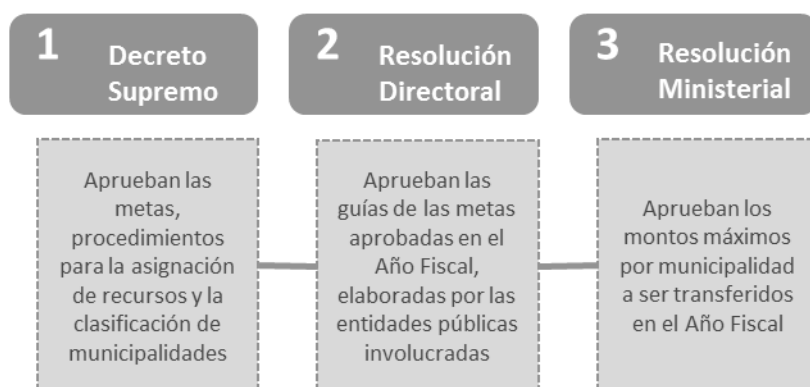 1 Decreto
Supremo
Aprueban las
metas,
procedimientos
para la asignación
de recursos y la
clasificación de
municipalidades
2 Resolución
Directoral
Aprueban las
guías de las metas
aprobadas en el
Año Fiscal,
elaboradas por las
entidades públicas
involucradas
3 Resolución
Ministerial
Aprueban los
montos máximos
por municipalidad
a ser transferidos
en el Año Fiscal